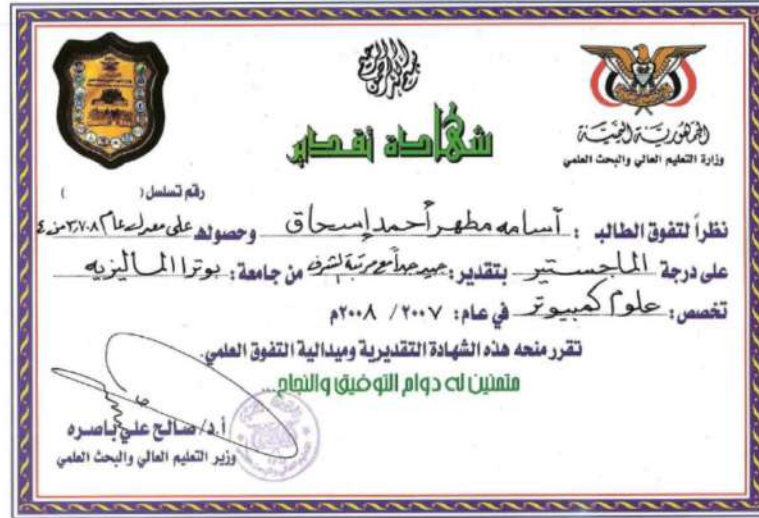 بسم الله الرحمن الرحيم
الجمهورية اليمنية
وزارة التعليم العالي والبحث العلمي
شهادة تقدير
رقم تسلسل ( )
نظراً لتفوق الطالب : أسامه مطهر أحمد إسحاق وحصوله على معدل عام ٣,٧٠٨ من ٤
على درجة الماجستير بتقدير : جيد جداً مع مرتبة الشرف من جامعة : بوترا الماليزيه
تخصص : علوم كمبيوتر في عام : ٢٠٠٧ / ٢٠٠٨م
تقرر منحه هذه الشهادة التقديرية وميدالية التفوق العلمي.
متمنين له دوام التوفيق والنجاح...
أ.د/ صالح علي باصره
وزير التعليم العالي والبحث العلمي